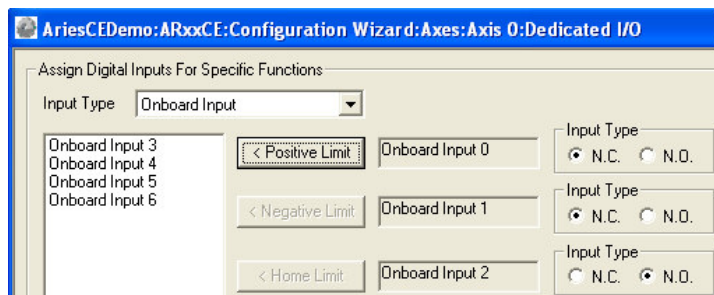 AriesCEDemo:ARxxCE:Configuration Wizard:Axes:Axis 0:Dedicated I/O
Assign Digital Inputs For Specific Functions
Input Type Onboard Input
Onboard Input 3
Onboard Input 4
Onboard Input 5
Onboard Input 6
< Positive Limit Onboard Input 0
Input Type
N.C. N.O.
< Negative Limit Onboard Input 1
Input Type
N.C. N.O.
< Home Limit Onboard Input 2
Input Type
N.C. N.O.